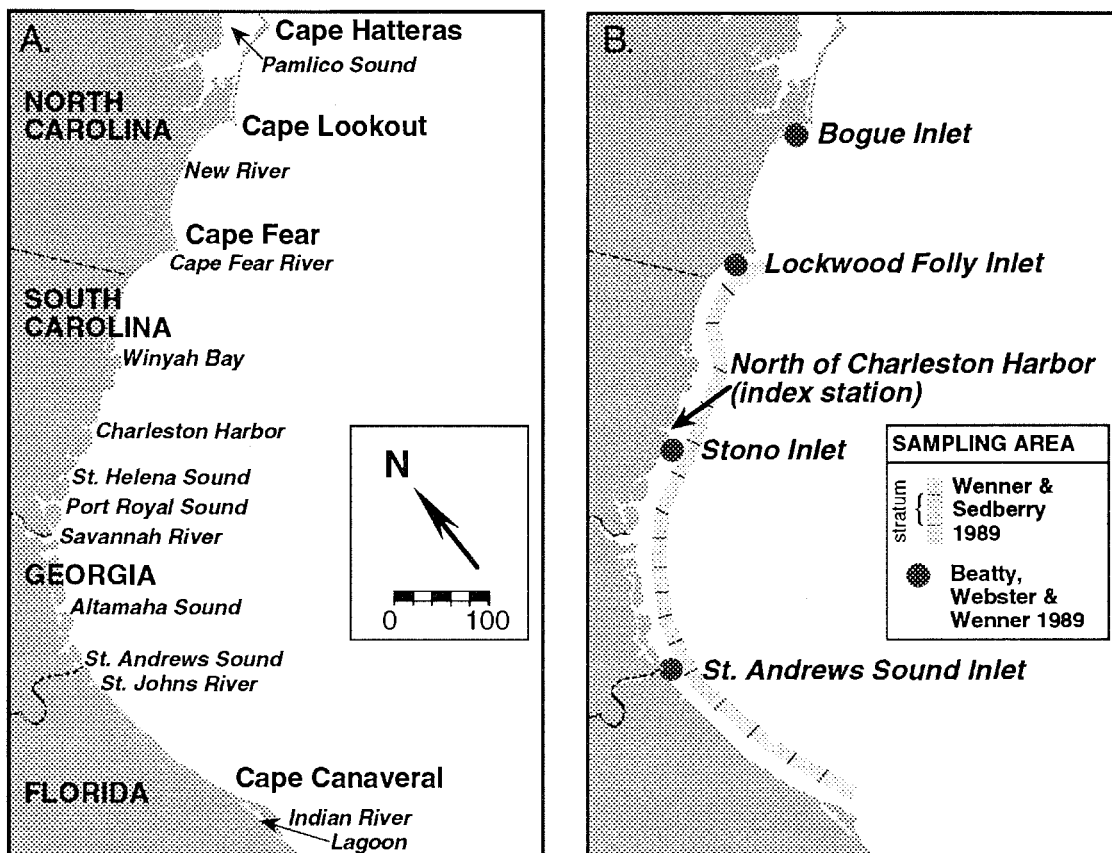 A.
Cape Hatteras
Pamlico Sound
NORTH
CAROLINA
Cape Lookout
New River
Cape Fear
Cape Fear River
SOUTH
CAROLINA
Winyah Bay
Charleston Harbor
St. Helena Sound
Port Royal Sound
Savannah River
GEORGIA
Altamaha Sound
St. Andrews Sound
St. Johns River
Cape Canaveral
FLORIDA
Indian River
Lagoon
N
0 100
B.
Bogue Inlet
Lockwood Folly Inlet
North of Charleston Harbor
(index station)
Stono Inlet
St. Andrews Sound Inlet
SAMPLING AREA
stratum
Wenner &
Sedberry
1989
Beatty,
Webster &
Wenner 1989